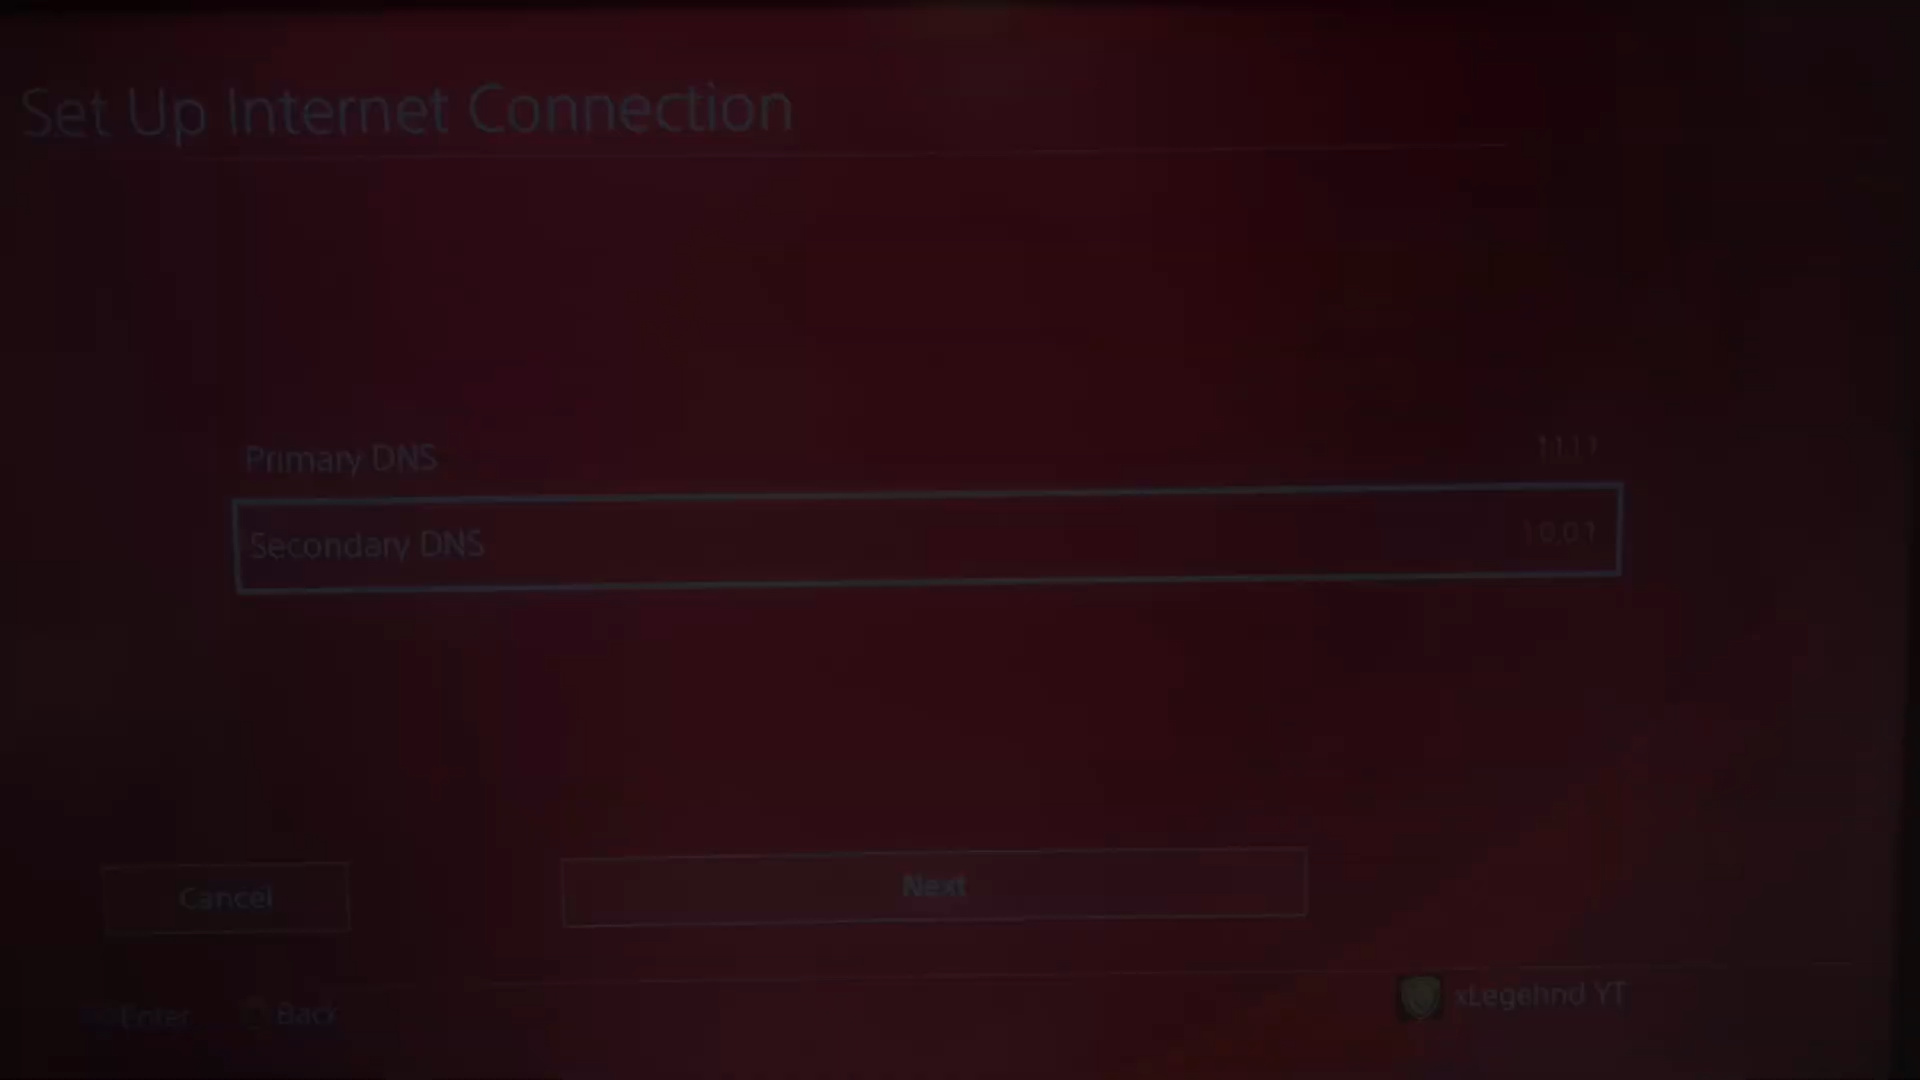 Set Up Internet Connection
Primary DNS 1.1.1.1
Secondary DNS 1.0.0.1
Cancel Next
Enter Back xLegehnd YT